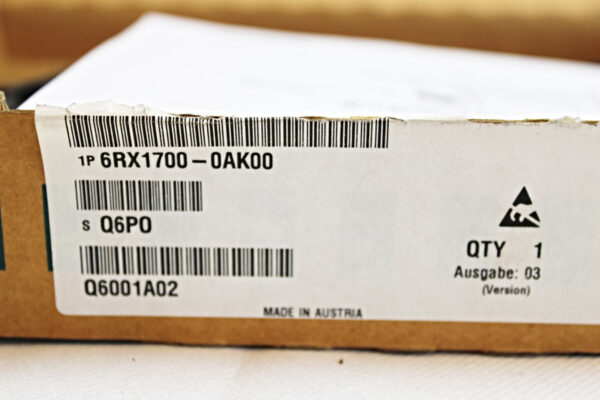 1P 6RX1700-0AK00
S Q6PO
Q6001A02
QTY 1
Ausgabe: 03
(Version)
MADE IN AUSTRIA